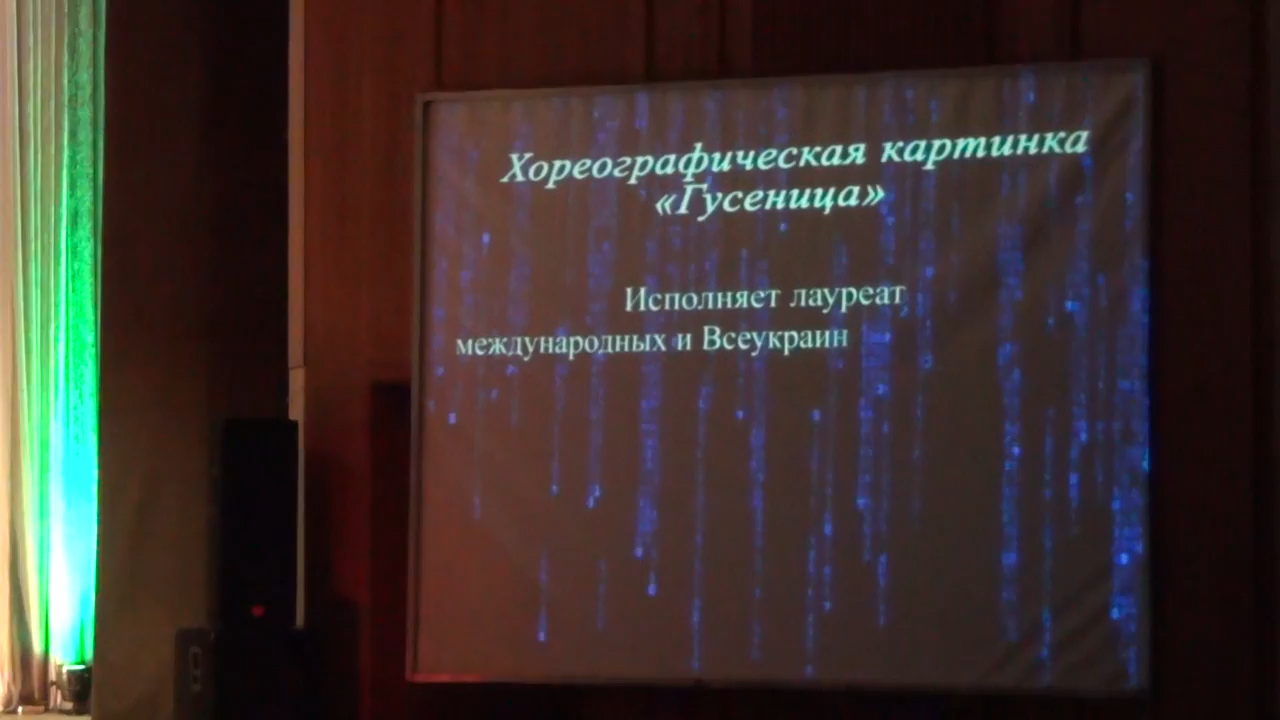 Хореографическая картинка
«Гусеница»
Исполняет лауреат
международных и Всеукраин